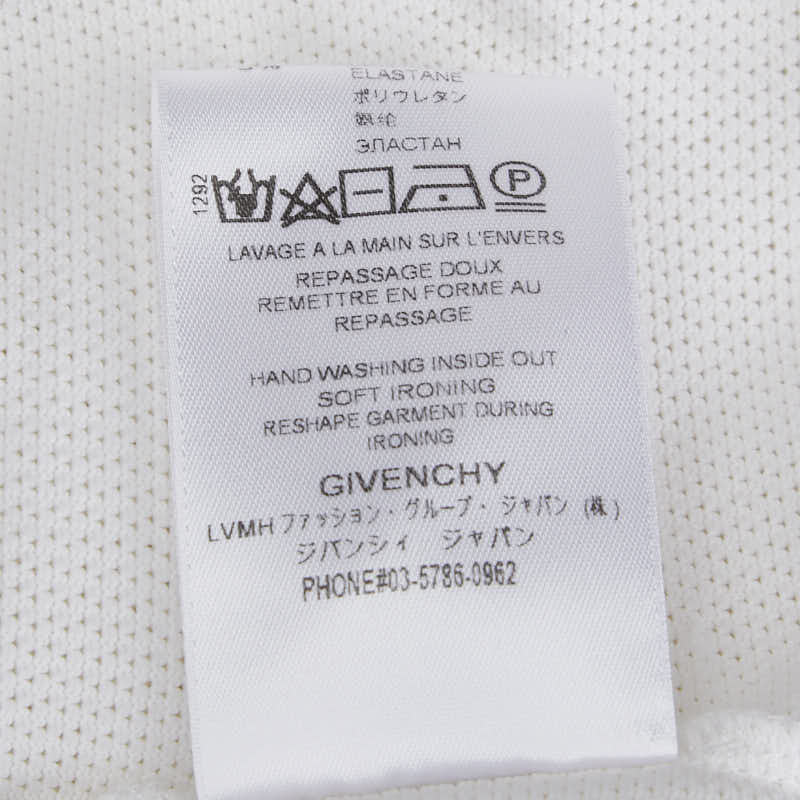 ELASTANE
ポリウレタン
氨纶
ЭЛАСТАН
1292
P
LAVAGE A LA MAIN SUR L'ENVERS
REPASSAGE DOUX
REMETTRE EN FORME AU
REPASSAGE
HAND WASHING INSIDE OUT
SOFT IRONING
RESHAPE GARMENT DURING
IRONING
GIVENCHY
LVMH ファッション・グループ・ジャパン (株)
ジバンシィ ジャパン
PHONE#03-5786-0962